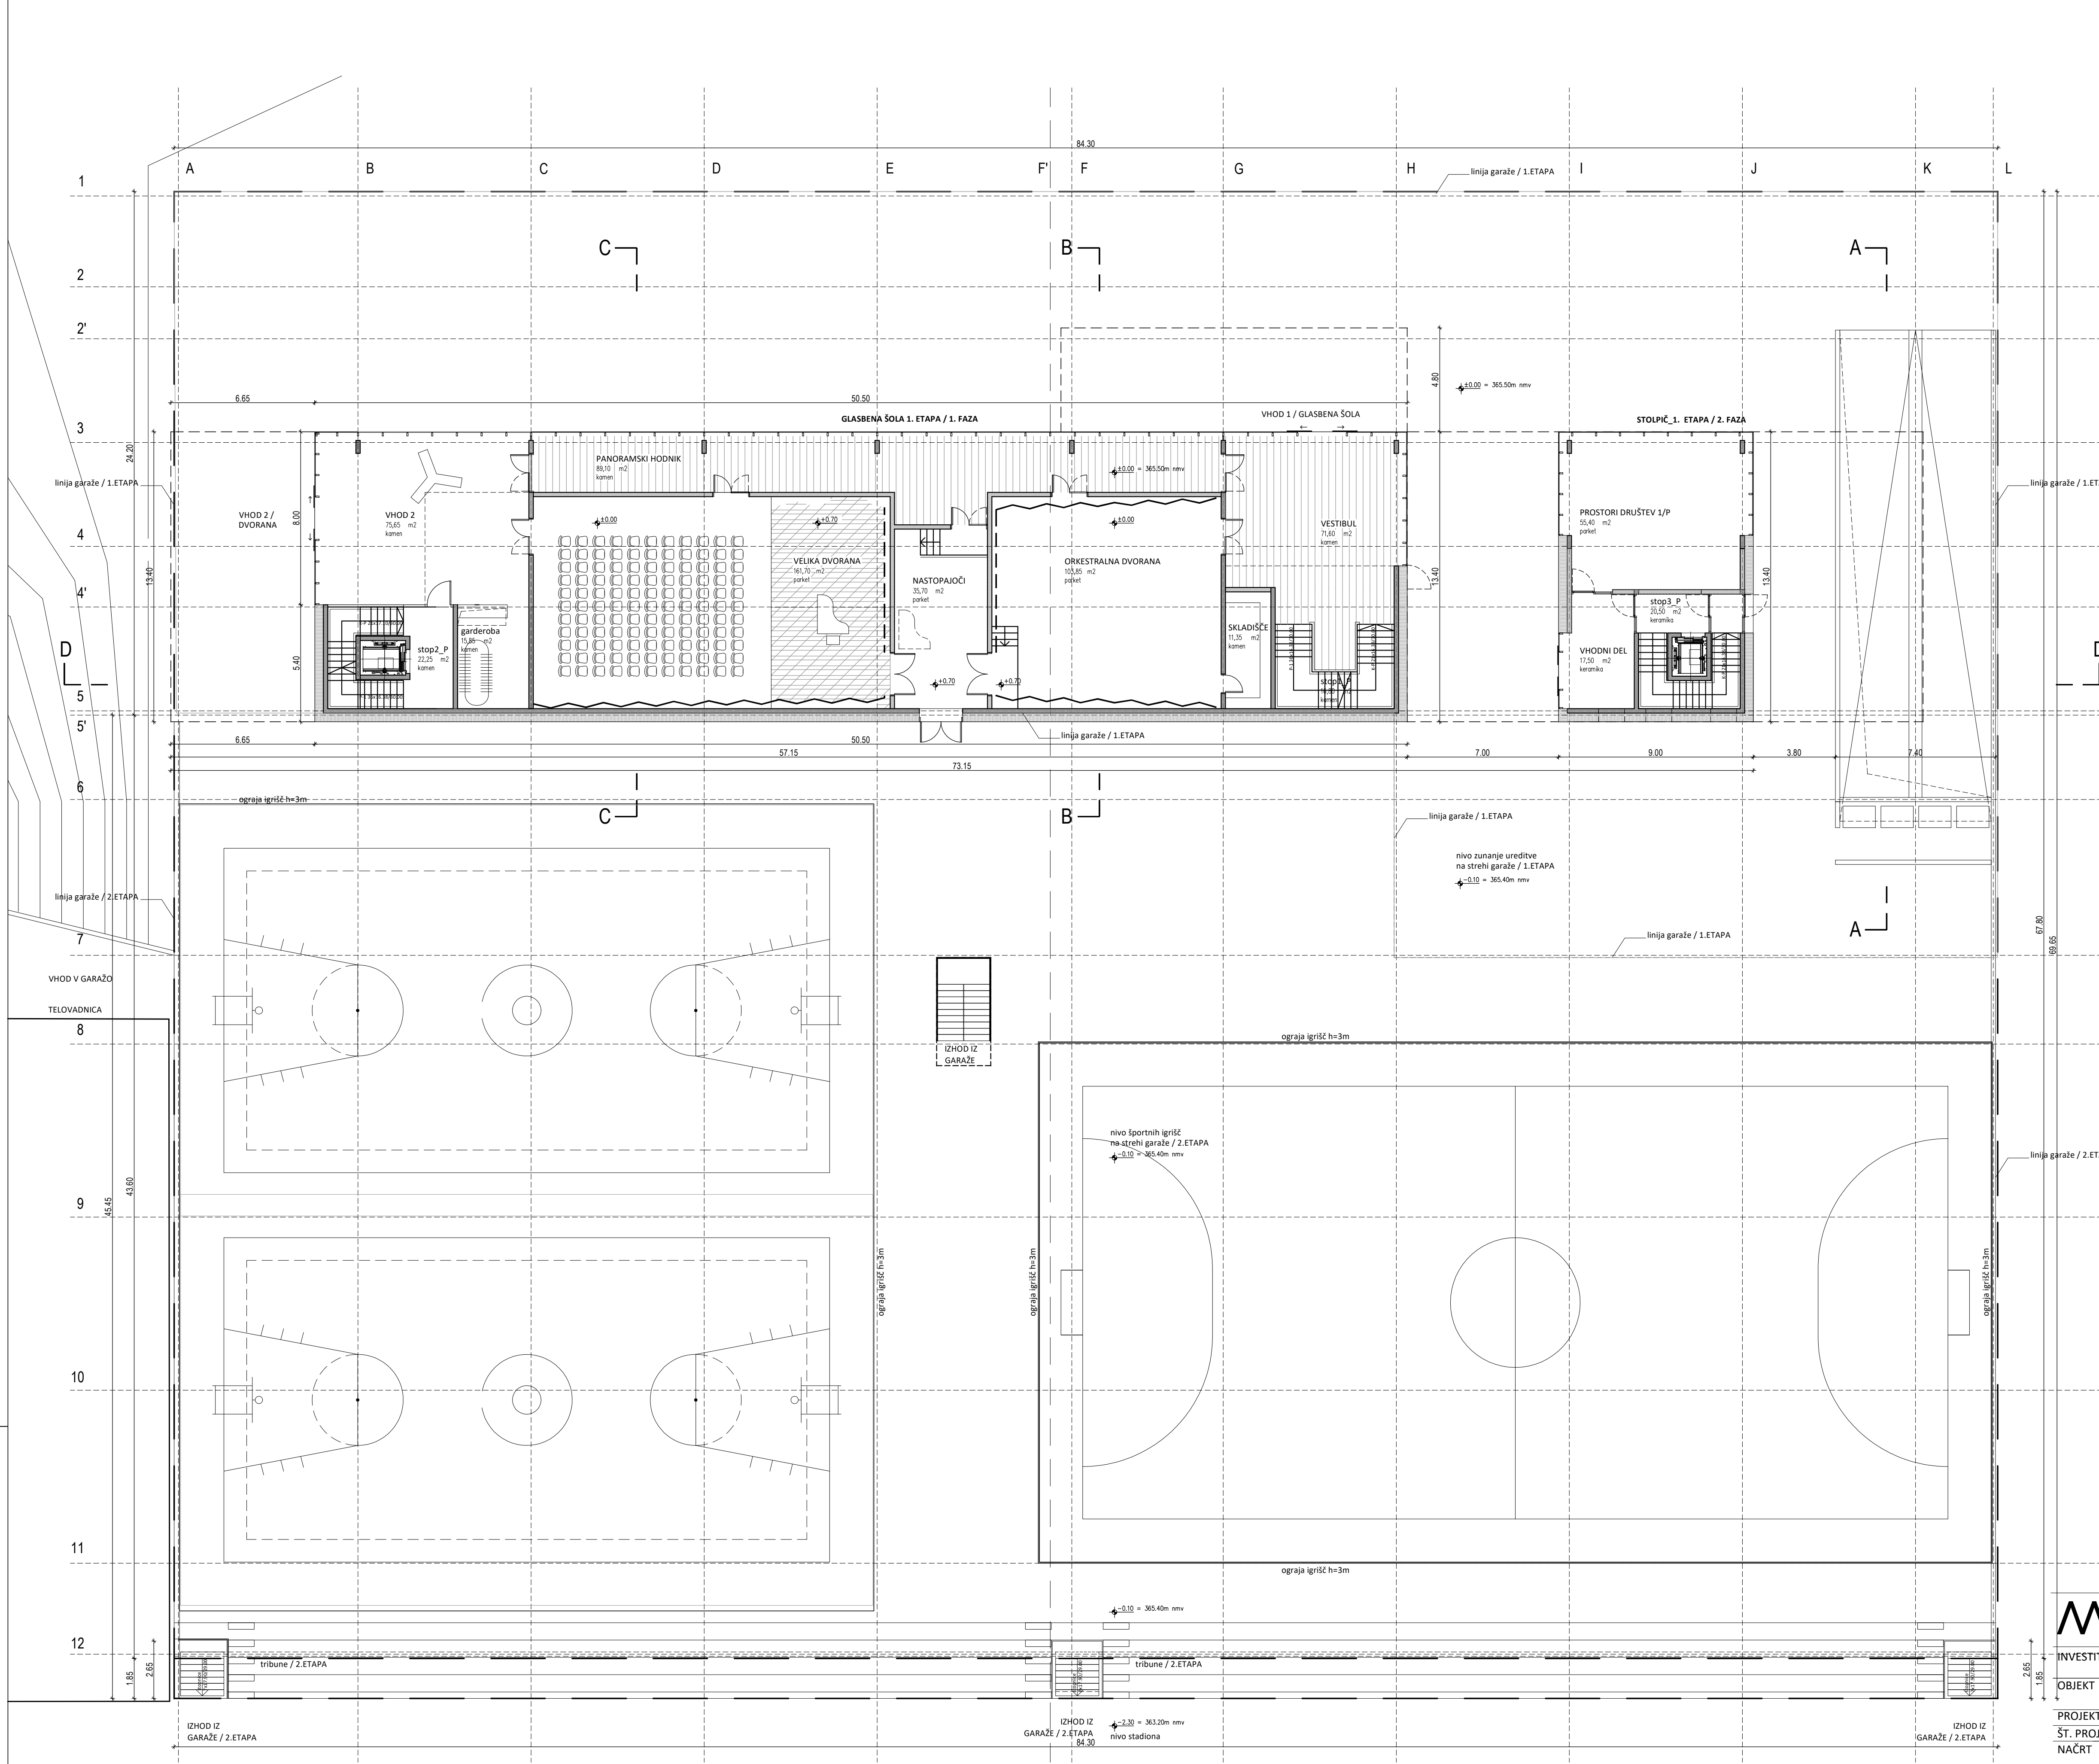 84.30
A
B
C
D
E
F'
F
G
H
I
J
K
L
linija garaže / 1.ETAPA
1
2
2'
3
4
4'
5
5'
6
7
8
9
10
11
12
C
B
A
4.80
±0.00 = 365.50m nmv
6.65
50.50
GLASBENA ŠOLA 1. ETAPA / 1. FAZA
VHOD 1 / GLASBENA ŠOLA
STOLPIČ_1. ETAPA / 2. FAZA
24.20
13.40
8.00
5.40
linija garaže / 1.ETAPA
VHOD 2 /
DVORANA
VHOD 2
75,65 m2
kamen
PANORAMSKI HODNIK
89,10 m2
kamen
±0.00 = 365.50m nmv
±0.00
+0.70
±0.00
VELIKA DVORANA
161,70 m2
parket
NASTOPAJOČI
35,70 m2
parket
ORKESTRALNA DVORANA
103,85 m2
parket
VESTIBUL
71,60 m2
kamen
13.40
PROSTORI DRUŠTEV 1/P
55,40 m2
parket
13.40
garderoba
15,85 m2
kamen
stop2_P
22,25 m2
kamen
SKLADIŠČE
11,35 m2
kamen
stop3_P
20,50 m2
keramika
VHODNI DEL
17,50 m2
keramika
+0.70
+0.70
D
6.65
50.50
linija garaže / 1.ETAPA
57.15
7.00
9.00
3.80
7.40
73.15
ograja igrišč h=3m
C
B
linija garaže / 1.ETAPA
nivo zunanje ureditve
na strehi garaže / 1.ETAPA
-0.10 = 365.40m nmv
linija garaže / 2.ETAPA
A
linija garaže / 1.ETAPA
67.80
69.65
VHOD V GARAŽO
TELOVADNICA
IZHOD IZ
GARAŽE
ograja igrišč h=3m
nivo športnih igrišč
na strehi garaže / 2.ETAPA
-0.10 = 365.40m nmv
45.45
43.60
ograja igrišč h=3m
ograja igrišč h=3m
ograja igrišč h=3m
ograja igrišč h=3m
-0.10 = 365.40m nmv
1.85
2.65
tribune / 2.ETAPA
tribune / 2.ETAPA
2.65
1.85
IZHOD IZ
GARAŽE / 2.ETAPA
IZHOD IZ
GARAŽE / 2.ETAPA
-2.30 = 363.20m nmv
nivo stadiona
IZHOD IZ
GARAŽE / 2.ETAPA
84.30
OBJEKT
ŠT. PROJ
NAČRT